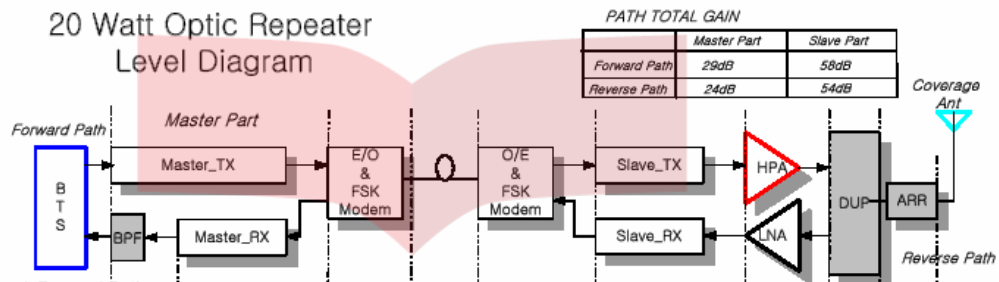 20 Watt Optic Repeater
Level Diagram
PATH TOTAL GAIN
Master Part Slave Part
Forward Path 29dB 58dB
Reverse Path 24dB 54dB
Coverage
Ant
Forward Path
Master Part
BTS
Master_TX
E/O
&
FSK
Modem
O/E
&
FSK
Modem
Slave_TX
HPA
DUP
ARR
BPF
Master_RX
Slave_RX
LNA
Reverse Path